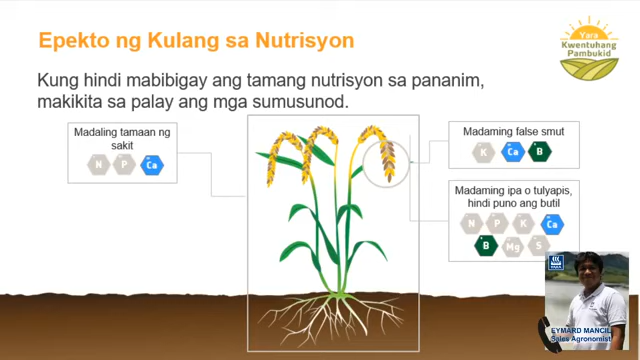 Epekto ng Kulang sa Nutrisyon
Yara
Kwentuhang
Pambukid
Kung hindi mabibigay ang tamang nutrisyon sa pananim,
makikita sa palay ang mga sumusunod.
Madaling tamaan ng
sakit
N P Ca
Madaming false smut
K Ca B
Madaming ipa o tulyapis,
hindi puno ang butil
N P K Ca
B Mg S
EYMARD MANCIL
Sales Agronomist